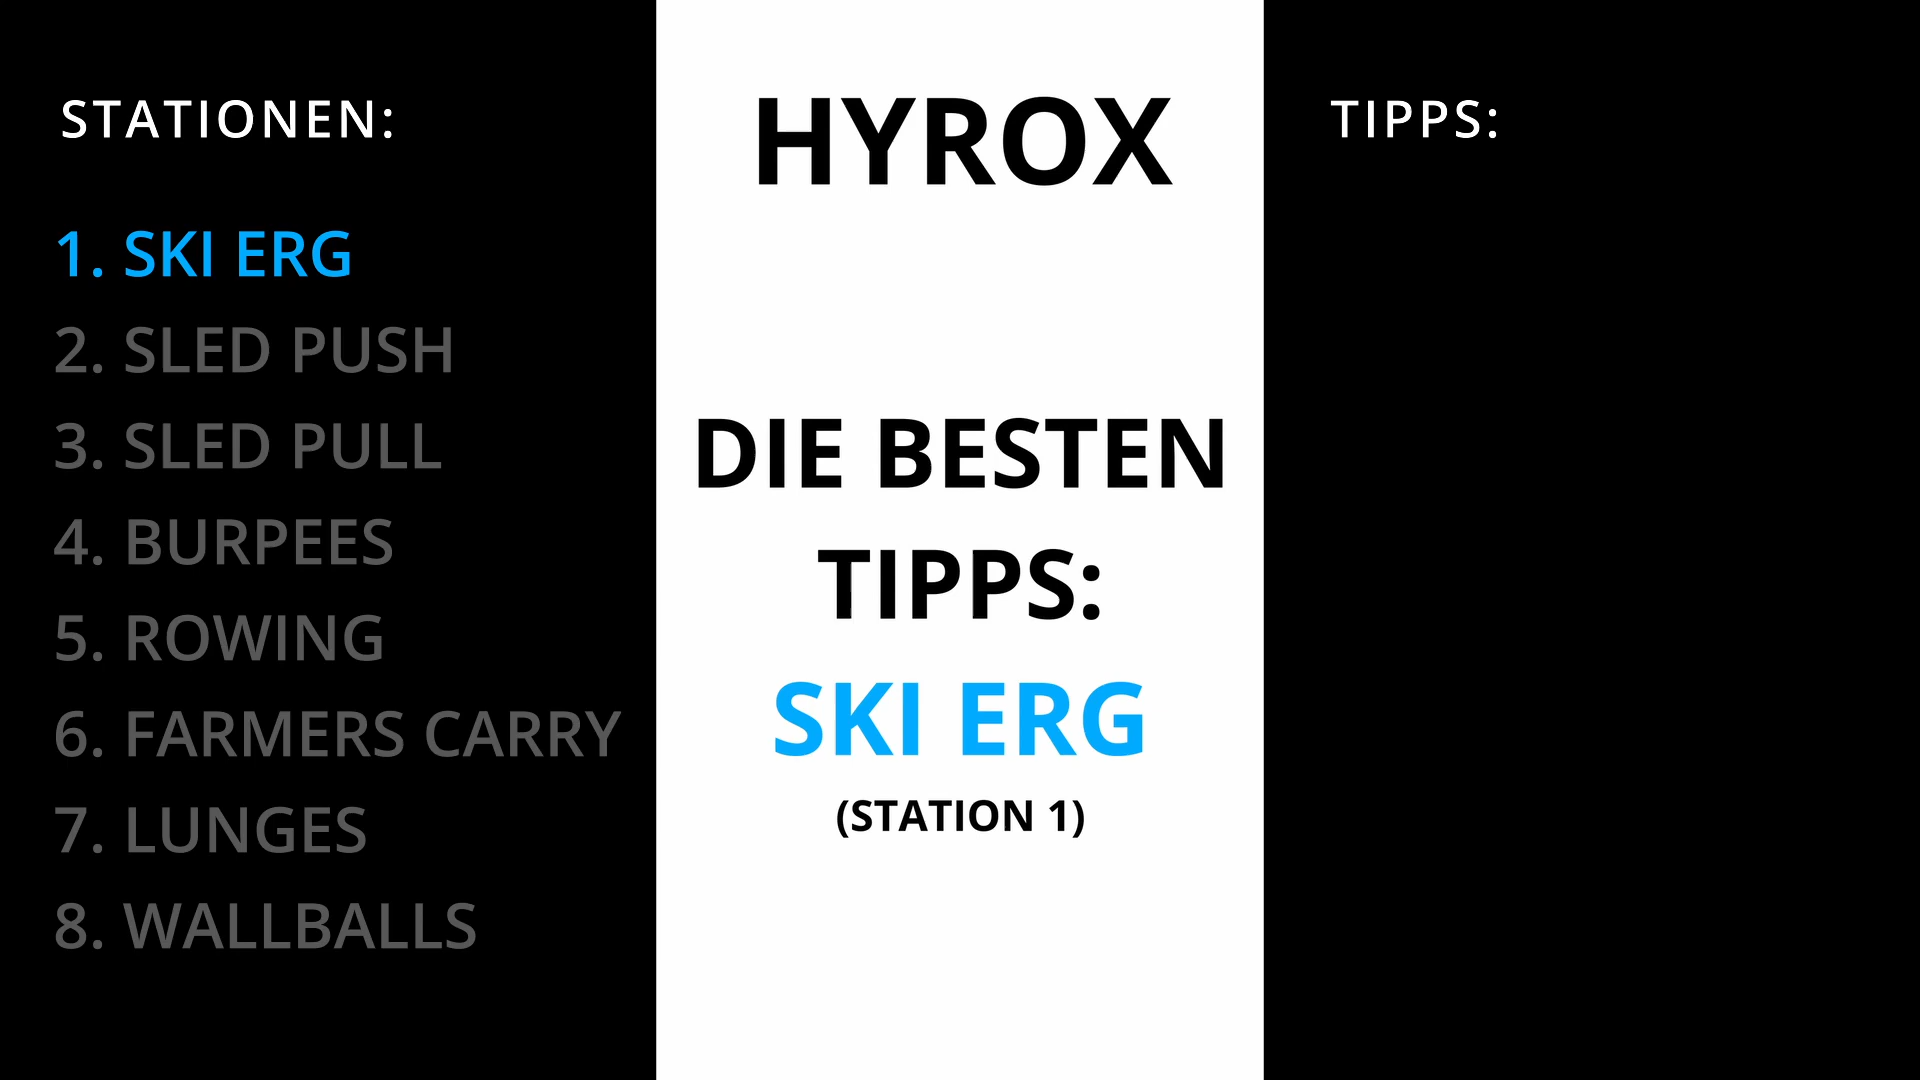 STATIONEN:
1. SKI ERG
2. SLED PUSH
3. SLED PULL
4. BURPEES
5. ROWING
6. FARMERS CARRY
7. LUNGES
8. WALLBALLS
HYROX
DIE BESTEN
TIPPS:
SKI ERG
(STATION 1)
TIPPS: